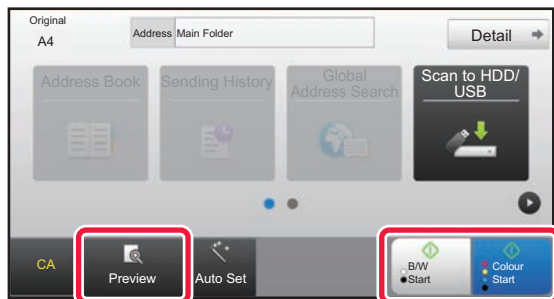 Original
A4
Address Main Folder
Detail
Address Book
Sending History
Global
Address Search
Scan to HDD/
USB
CA
Preview
Auto Set
B/W
Start
Colour
Start